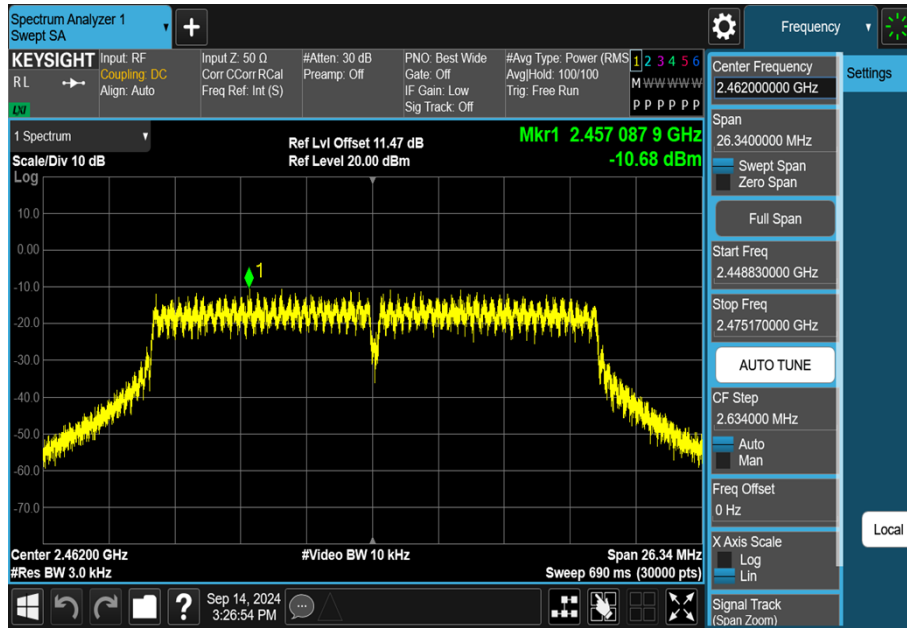 Spectrum Analyzer 1
Swept SA
+
Frequency
KEYSIGHT
R L
LXI
Input: RF
Coupling: DC
Align: Auto
Input Z: 50 Ω
Corr CCorr RCal
Freq Ref: Int (S)
#Atten: 30 dB
Preamp: Off
PNO: Best Wide
Gate: Off
IF Gain: Low
Sig Track: Off
#Avg Type: Power (RMS
Avg|Hold: 100/100
Trig: Free Run
1 2 3 4 5 6
M W W W W W
P P P P P P
1 Spectrum
Scale/Div 10 dB
Log
Ref Lvl Offset 11.47 dB
Ref Level 20.00 dBm
Mkr1 2.457 087 9 GHz
-10.68 dBm
10.0
0.00
-10.0
-20.0
-30.0
-40.0
-50.0
-60.0
-70.0
1
Center 2.46200 GHz
#Res BW 3.0 kHz
#Video BW 10 kHz
Span 26.34 MHz
Sweep 690 ms (30000 pts)
Center Frequency
2.462000000 GHz
Span
26.3400000 MHz
Swept Span
Zero Span
Full Span
Start Freq
2.448830000 GHz
Stop Freq
2.475170000 GHz
AUTO TUNE
CF Step
2.634000 MHz
Auto
Man
Freq Offset
0 Hz
X Axis Scale
Log
Lin
Signal Track
(Span Zoom)
Settings
Local
?
Sep 14, 2024
3:26:54 PM